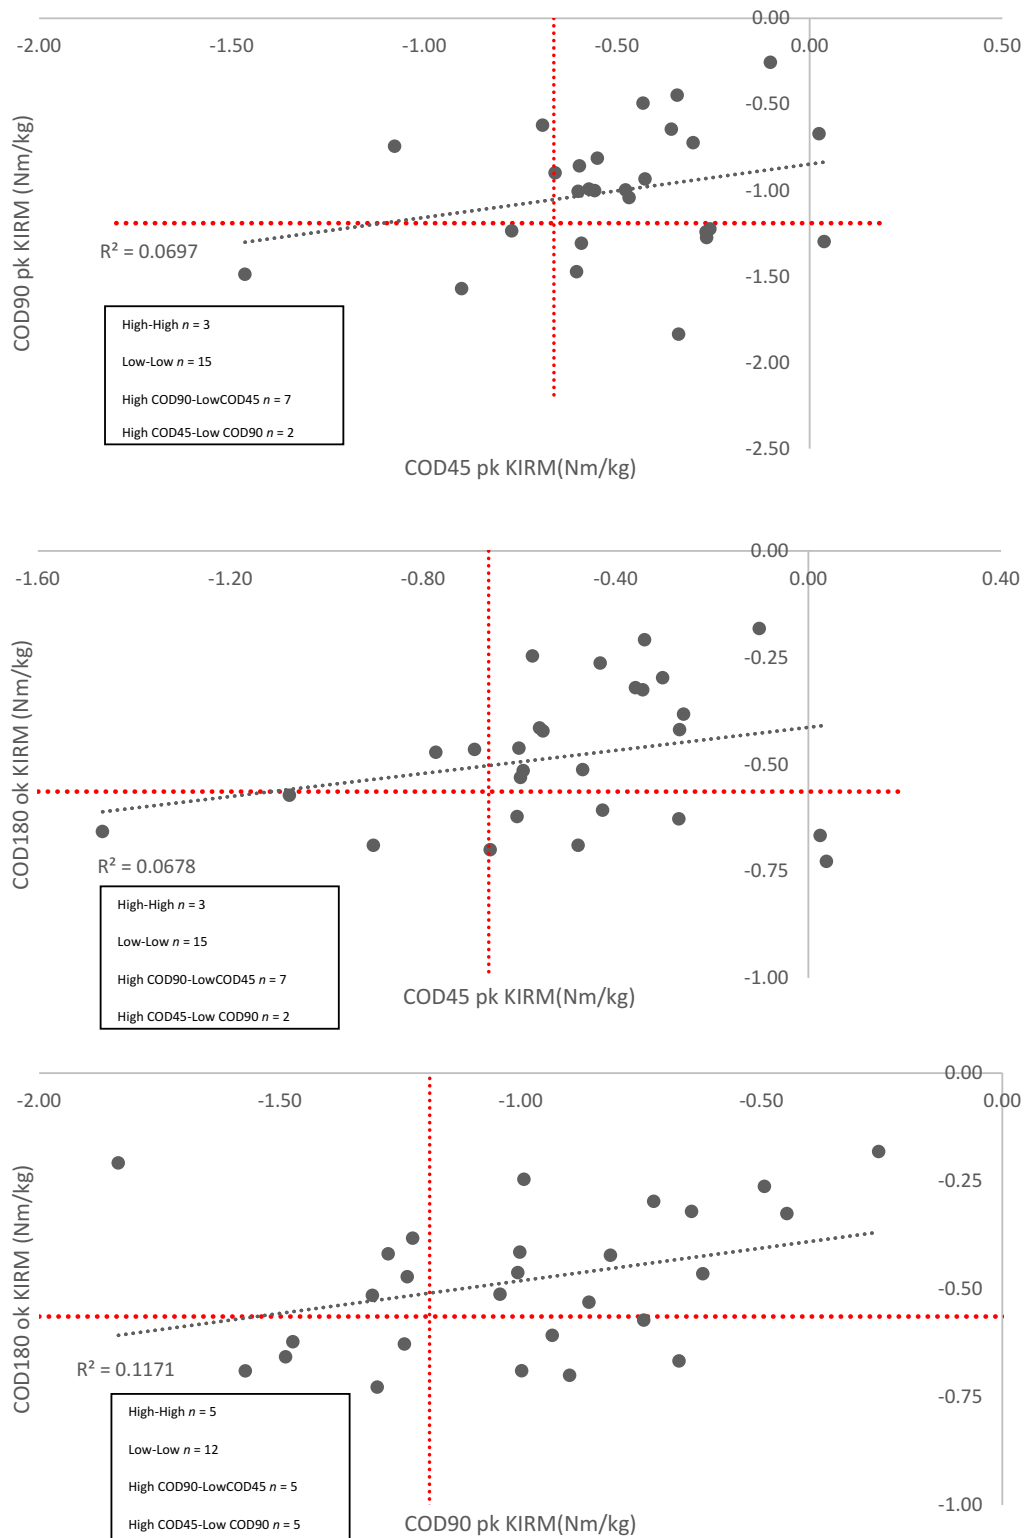 0.00
-2.00 -1.50 -1.00 -0.50 0.00 0.50
-0.50
-1.00
-1.50
-2.00
-2.50
COD90 pk KIRM (Nm/kg)
R² = 0.0697
High-High n = 3
Low-Low n = 15
High COD90-LowCOD45 n = 7
High COD45-Low COD90 n = 2
COD45 pk KIRM(Nm/kg)
0.00
-1.60 -1.20 -0.80 -0.40 0.00 0.40
-0.25
-0.50
-0.75
-1.00
COD180 ok KIRM (Nm/kg)
R² = 0.0678
High-High n = 3
Low-Low n = 15
High COD90-LowCOD45 n = 7
High COD45-Low COD90 n = 2
COD45 pk KIRM(Nm/kg)
0.00
-2.00 -1.50 -1.00 -0.50 0.00
-0.25
-0.50
-0.75
-1.00
COD180 ok KIRM (Nm/kg)
R² = 0.1171
High-High n = 5
Low-Low n = 12
High COD90-LowCOD45 n = 5
High COD45-Low COD90 n = 5
COD90 pk KIRM(Nm/kg)